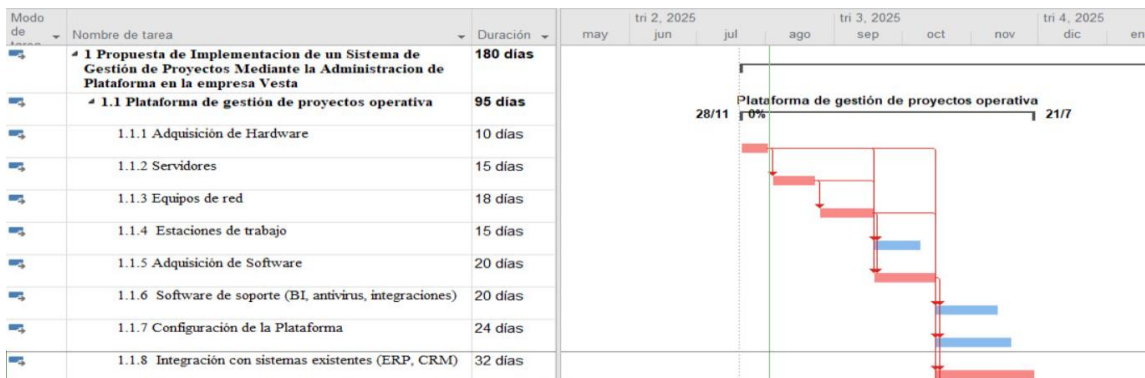 Modo de
Nombre de tarea
Duración
tri 2, 2025
tri 3, 2025
tri 4, 2025
may
jun
jul
ago
sep
oct
nov
dic
en
1 Propuesta de Implementacion de un Sistema de
Gestión de Proyectos Mediante la Administracion de
Plataforma en la empresa Vesta
180 días
1.1 Plataforma de gestión de proyectos operativa
95 días
Plataforma de gestión de proyectos operativa
28/11
0%
21/7
1.1.1 Adquisición de Hardware
10 días
1.1.2 Servidores
15 días
1.1.3 Equipos de red
18 días
1.1.4 Estaciones de trabajo
15 días
1.1.5 Adquisición de Software
20 días
1.1.6 Software de soporte (BI, antivirus, integraciones)
20 días
1.1.7 Configuración de la Plataforma
24 días
1.1.8 Integración con sistemas existentes (ERP, CRM)
32 días